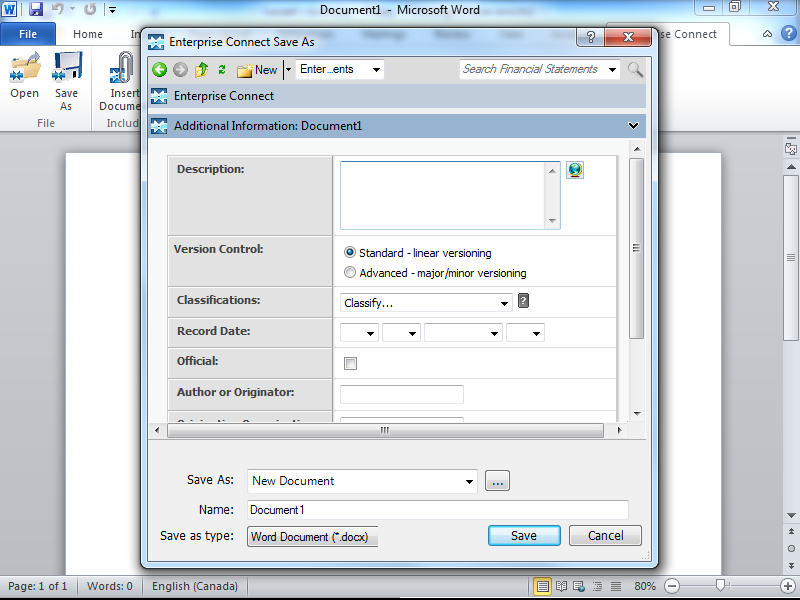 Document1 - Microsoft Word
File
Home
In
se Connect
Open
Save As
Insert Docume
File
Includ
Enterprise Connect Save As
New
Enter...ents
Search Financial Statements
Enterprise Connect
Additional Information: Document1
Description:
Version Control:
Standard - linear versioning
Advanced - major/minor versioning
Classifications:
Classify...
Record Date:
Official:
Author or Originator:
Save As:
New Document
...
Name:
Document1
Save as type:
Word Document (*.docx)
Save
Cancel
Page: 1 of 1
Words: 0
English (Canada)
80%